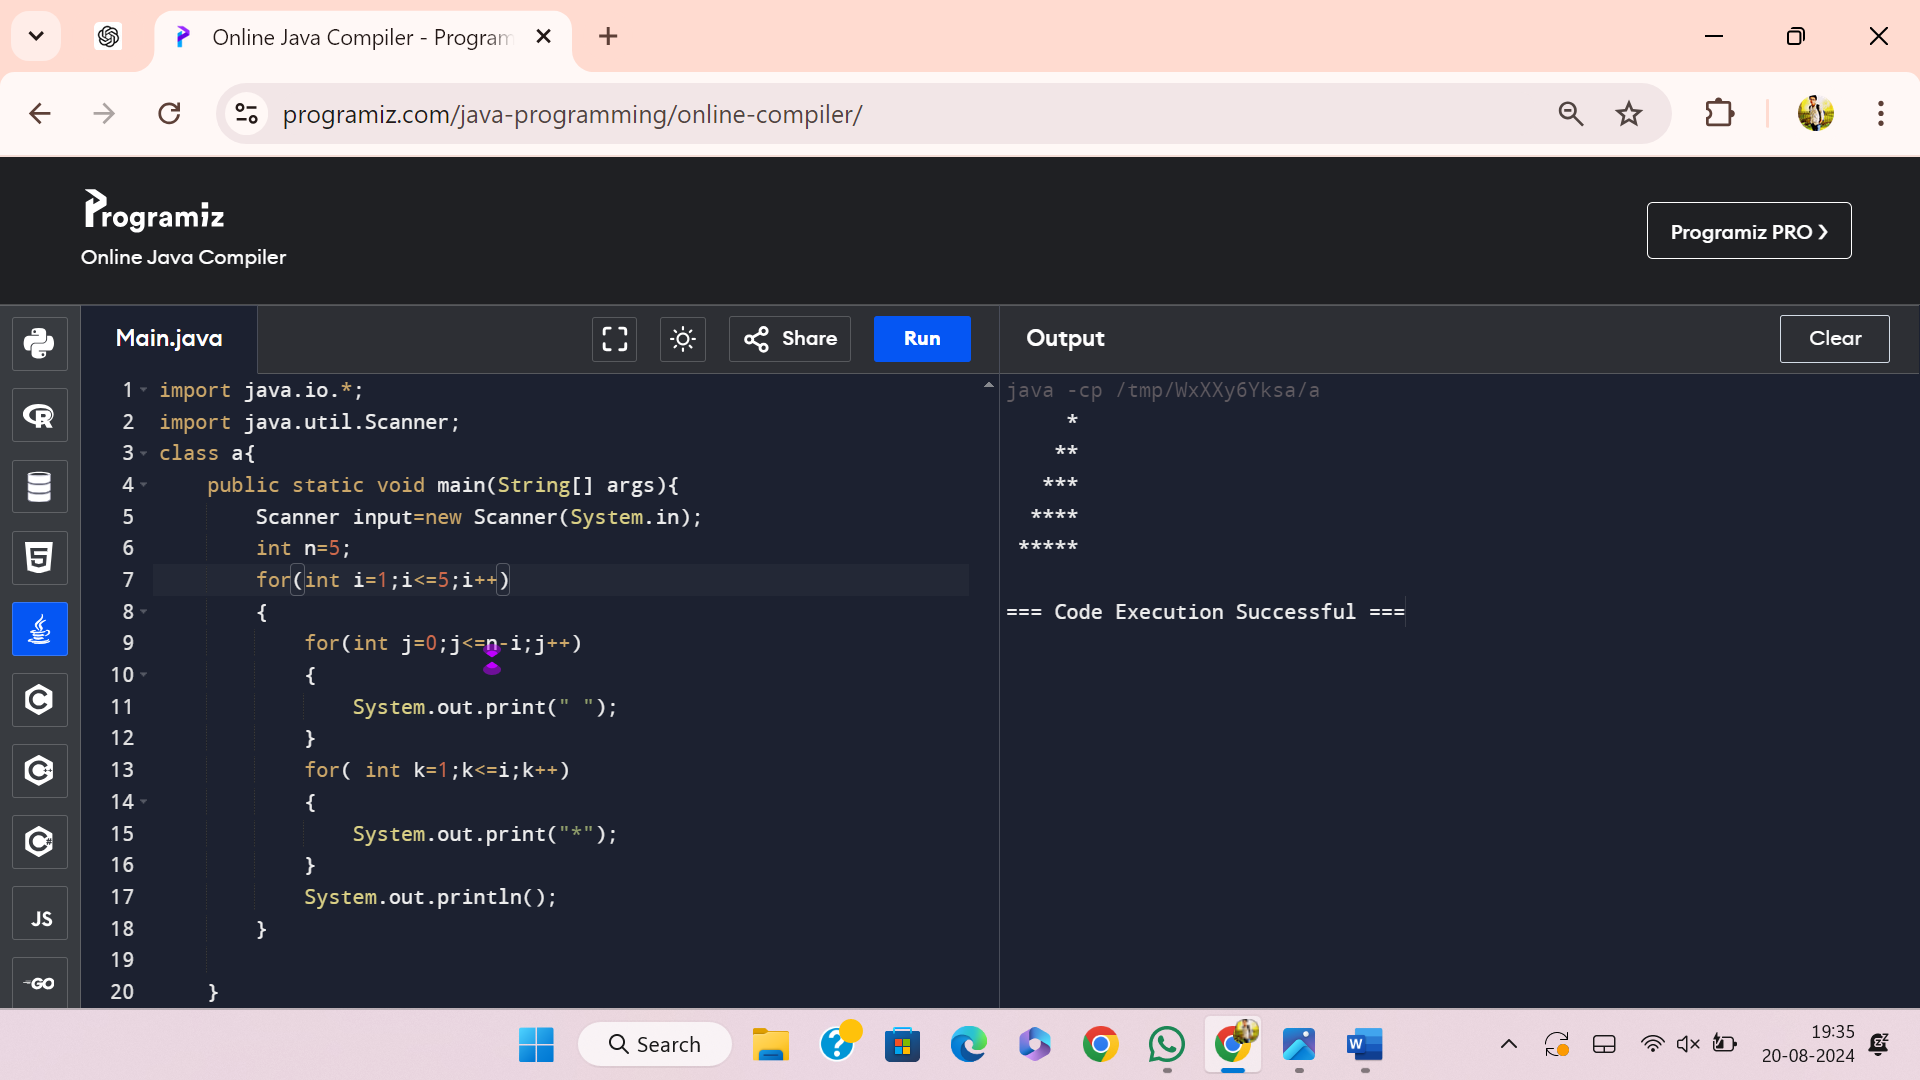 Online Java Compiler - Program
programiz.com/java-programming/online-compiler/
Programiz
Online Java Compiler
Programiz PRO ❯
Main.java
Share
Run
Output
Clear
1 import java.io.*;
2 import java.util.Scanner;
3 class a{
4     public static void main(String[] args){
5         Scanner input=new Scanner(System.in);
6         int n=5;
7         for(int i=1;i<=5;i++)
8         {
9             for(int j=0;j<=n-i;j++)
10             {
11                 System.out.print(" ");
12             }
13             for( int k=1;k<=i;k++)
14             {
15                 System.out.print("*");
16             }
17             System.out.println();
18         }
19
20     }
java -cp /tmp/WxXXy6Yksa/a
     *
    **
   ***
  ****
 *****
=== Code Execution Successful ===
R
5
C
C
C
JS
GO
Search
W
19:35
20-08-2024